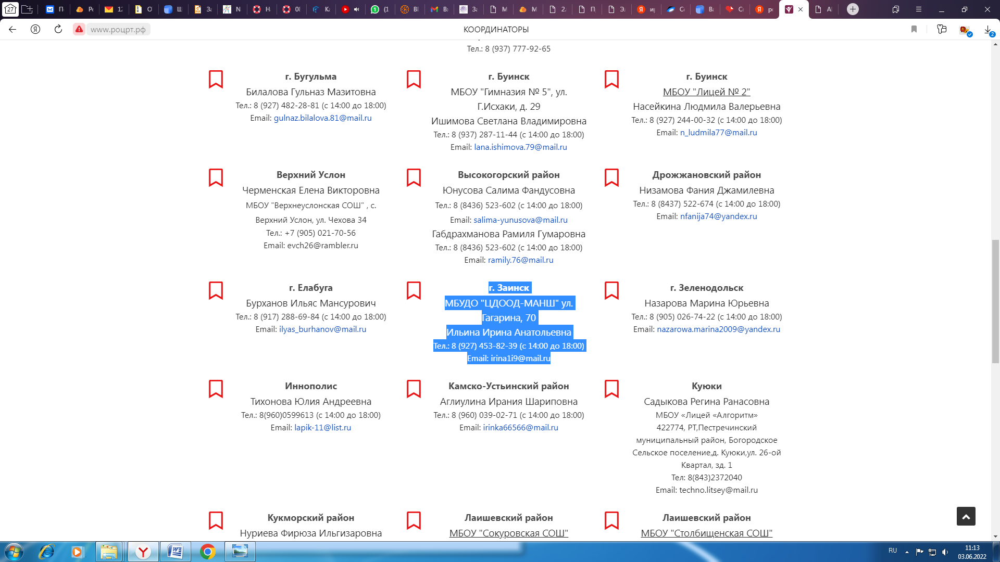 27
www.роцрт.рф
КООРДИНАТОРЫ
2
Тел.: 8 (937) 777-92-65
г. Бугульма
Билалова Гульназ Мазитовна
Тел.: 8 (927) 482-28-81 (с 14:00 до 18:00)
Email: gulnaz.bilalova.81@mail.ru
г. Буинск
МБОУ "Гимназия № 5", ул.
Г.Исхаки, д. 29
Ишимова Светлана Владимировна
Тел.: 8 (937) 287-11-44 (с 14:00 до 18:00)
Email: lana.ishimova.79@mail.ru
г. Буинск
МБОУ "Лицей № 2"
Насейкина Людмила Валерьевна
Тел.: 8 (927) 244-00-32 (с 14:00 до 18:00)
Email: n_ludmila77@mail.ru
Верхний Услон
Черменская Елена Викторовна
МБОУ "Верхнеуслонская СОШ" , с.
Верхний Услон, ул. Чехова 34
Тел.: +7 (905) 021-70-56
Email: evch26@rambler.ru
Высокогорский район
Юнусова Салима Фандусовна
Тел.: 8 (8436) 523-602 (с 14:00 до 18:00)
Email: salima-yunusova@mail.ru
Габдрахманова Рамиля Гумаровна
Тел.: 8 (8436) 523-602 (с 14:00 до 18:00)
Email: ramily.76@mail.ru
Дрожжановский район
Низамова Фания Джамилевна
Тел.: 8 (8437) 522-674 (с 14:00 до 18:00)
Email: nfanija74@yandex.ru
г. Елабуга
Бурханов Ильяс Мансурович
Тел.: 8 (917) 288-69-84 (с 14:00 до 18:00)
Email: ilyas_burhanov@mail.ru
г. Заинск
МБУДО "ЦДООД-МАНШ" ул.
Гагарина, 70
Ильина Ирина Анатольевна
Тел.: 8 (927) 453-82-39 (с 14:00 до 18:00)
Email: irina1i9@mail.ru
г. Зеленодольск
Назарова Марина Юрьевна
Тел.: 8 (905) 026-74-22 (с 14:00 до 18:00)
Email: nazarowa.marina2009@yandex.ru
Иннополис
Тихонова Юлия Андреевна
Тел.: 8(960)0599613 (с 14:00 до 18:00)
Email: lapik-11@list.ru
Камско-Устьинский район
Аглиулина Ирания Шариповна
Тел.: 8 (960) 039-02-71 (с 14:00 до 18:00)
Email: irinka66566@mail.ru
Куюки
Садыкова Регина Ранасовна
МБОУ «Лицей «Алгоритм»
422774, РТ,Пестречинский
муниципальный район, Богородское
Сельское поселение,д. Куюки,ул. 26-ой
Квартал, зд. 1
Тел: 8(843)2372040
Email: techno.litsey@mail.ru
Кукморский район
Нуриева Фирюза Ильгизаровна
Лаишевский район
МБОУ "Сокуровская СОШ"
Лаишевский район
МБОУ "Столбищенская СОШ"
RU
11:13
03.06.2022